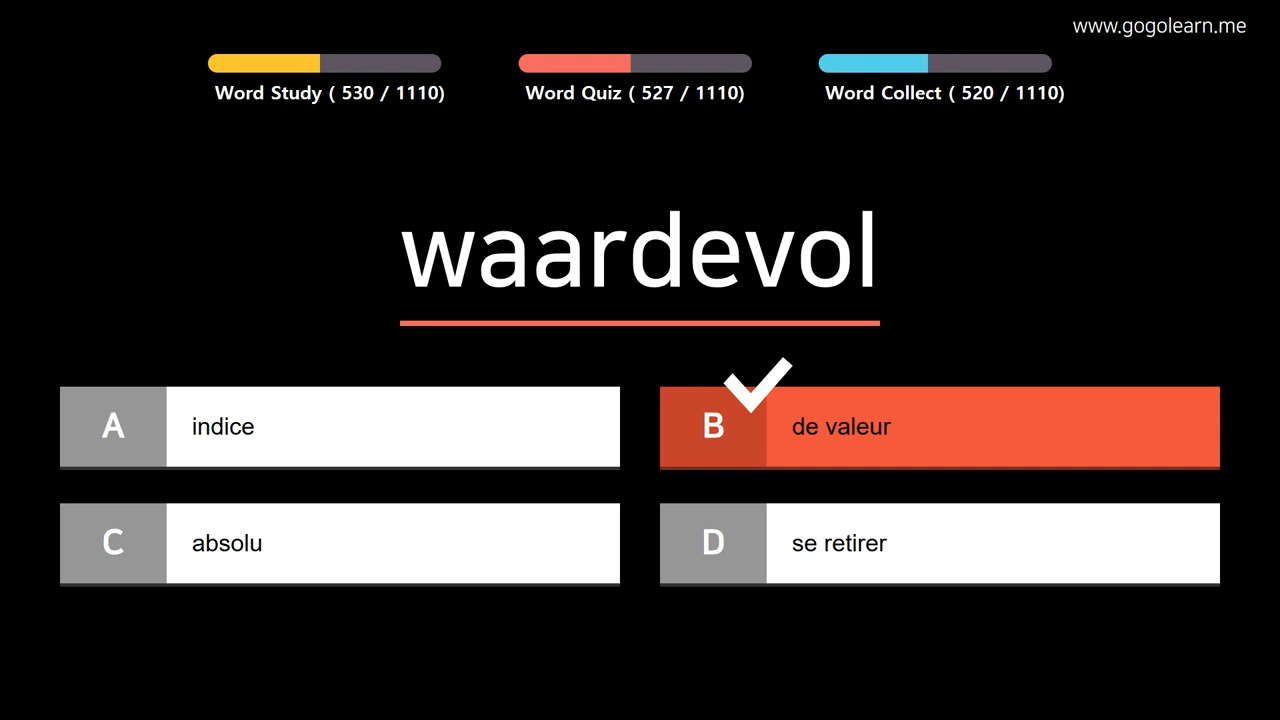 www.gogolearn.me
Word Study ( 530 / 1110)
Word Quiz ( 527 / 1110)
Word Collect ( 520 / 1110)
waardevol
A
indice
B
de valeur
C
absolu
D
se retirer